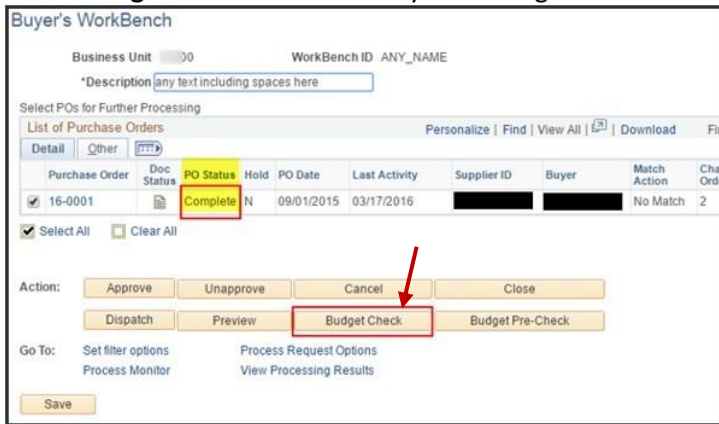 Buyer's WorkBench
Business Unit 00 WorkBench ID ANY_NAME
*Description any text including spaces here
Select POs for Further Processing
List of Purchase Orders Personalize | Find | View All | | Download
Detail Other
Purchase Order Doc Status PO Status Hold PO Date Last Activity Supplier ID Buyer Match Action
16-0001 Complete N 09/01/2015 03/17/2016 No Match 2
Select All Clear All
Action: Approve Unapprove Cancel Close
Dispatch Preview Budget Check Budget Pre-Check
Go To: Set filter options Process Request Options
Process Monitor View Processing Results
Save